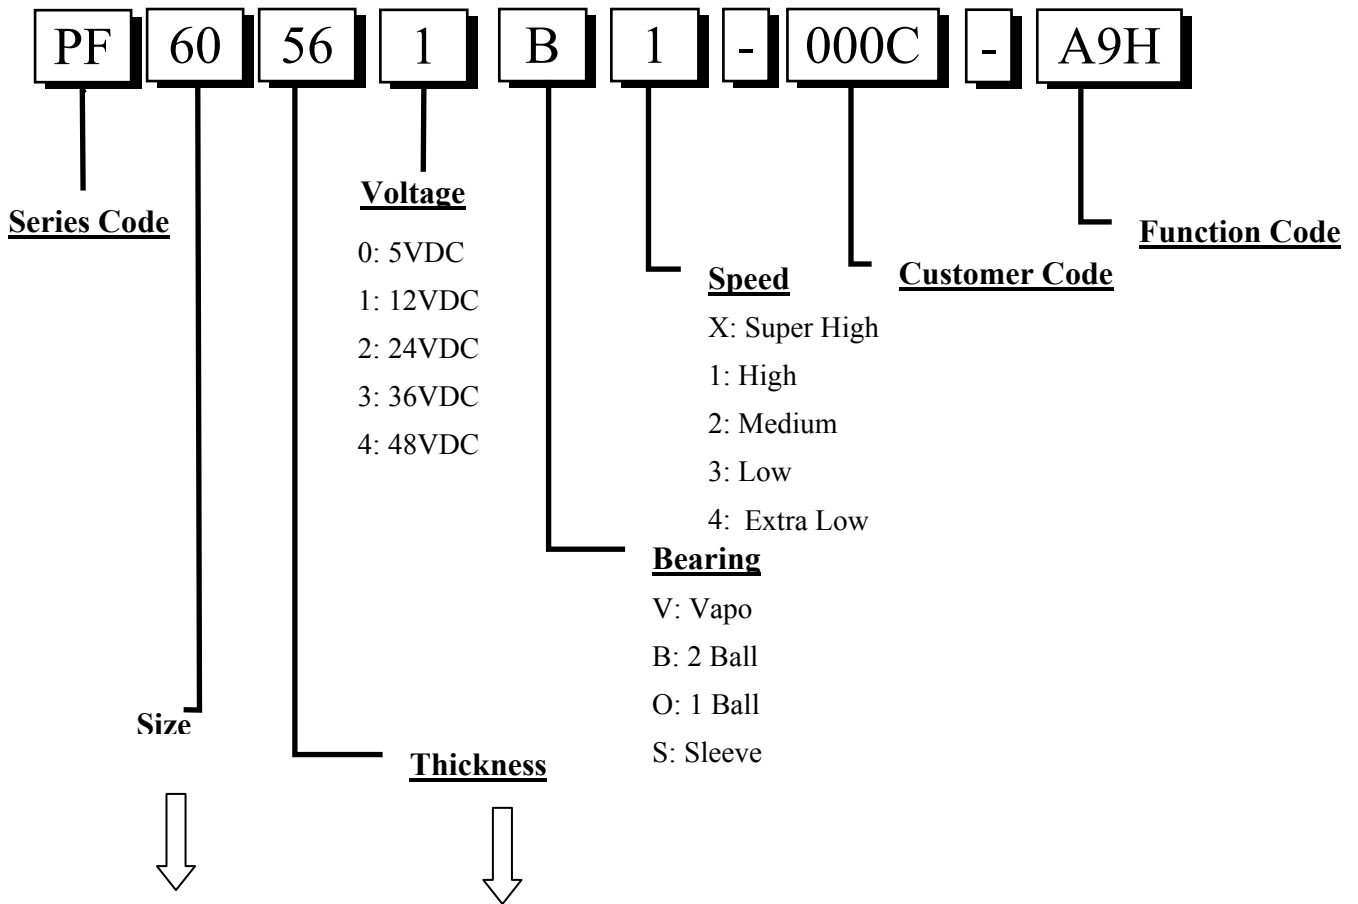 PF 60 56 1 B 1 - 000C - A9H
Series Code
Voltage
0: 5VDC
1: 12VDC
2: 24VDC
3: 36VDC
4: 48VDC
Function Code
Customer Code
Speed
X: Super High
1: High
2: Medium
3: Low
4: Extra Low
Bearing
V: Vapo
B: 2 Ball
O: 1 Ball
S: Sleeve
Size
Thickness